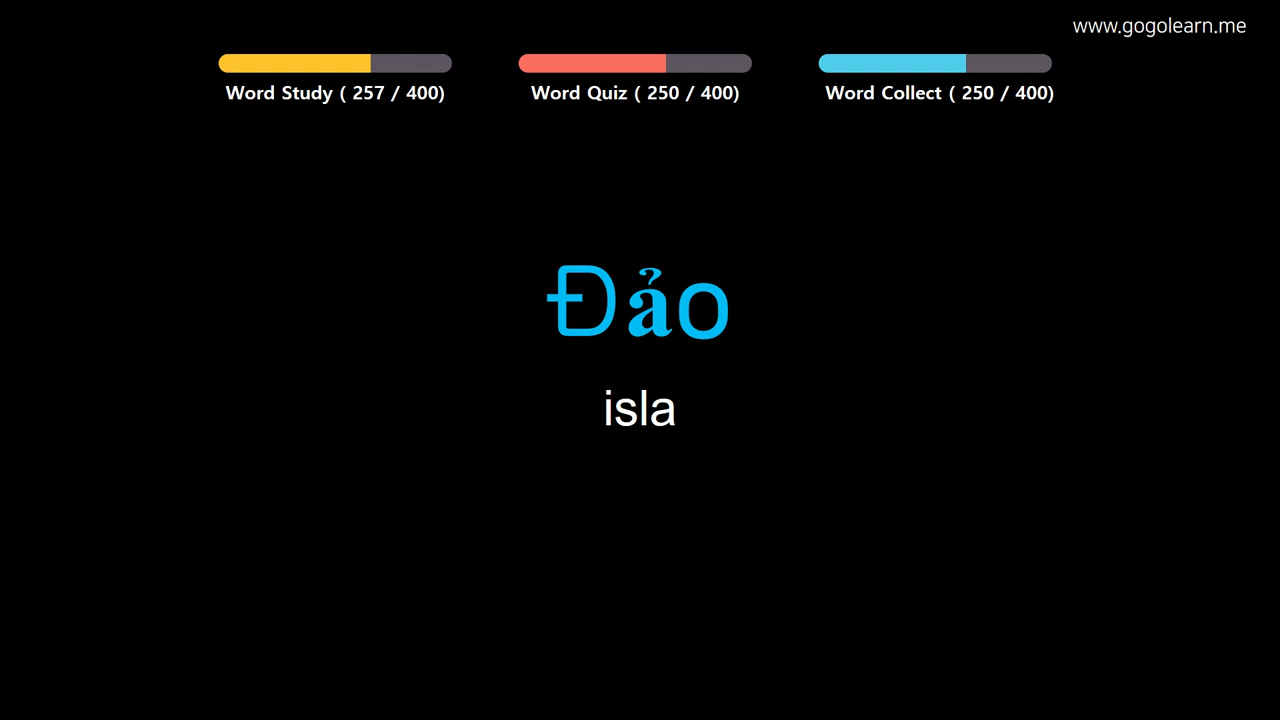 www.gogolearn.me
Word Study ( 257 / 400)
Word Quiz ( 250 / 400)
Word Collect ( 250 / 400)
Đảo
isla